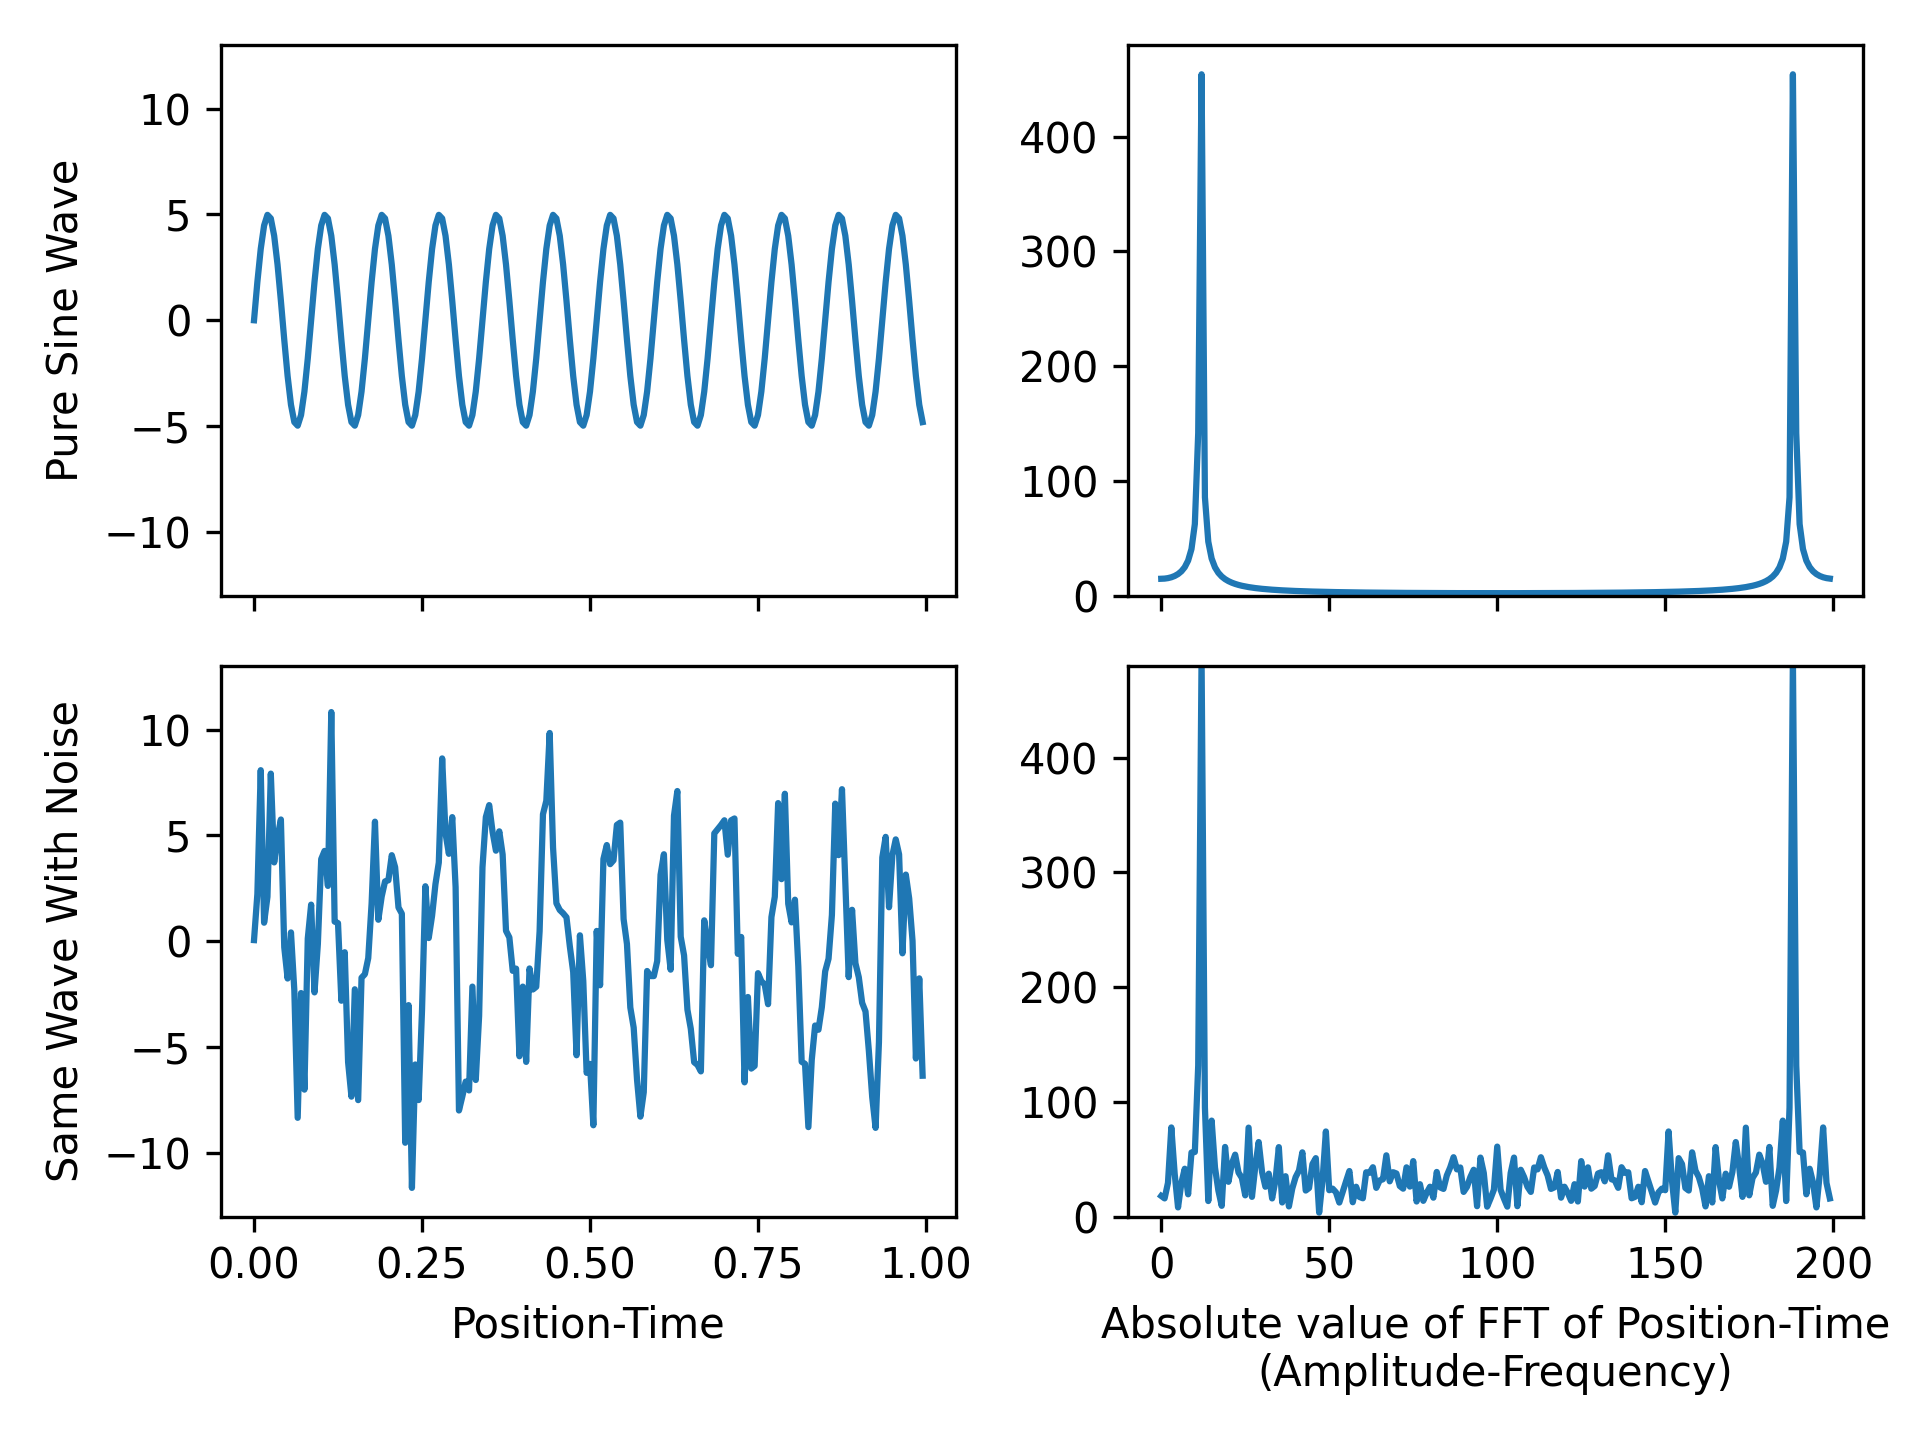 Pure Sine Wave
10
5
0
−5
−10
400
300
200
100
0
Same Wave With Noise
10
5
0
−5
−10
0.00 0.25 0.50 0.75 1.00
Position-Time
400
300
200
100
0
0 50 100 150 200
Absolute value of FFT of Position-Time
(Amplitude-Frequency)